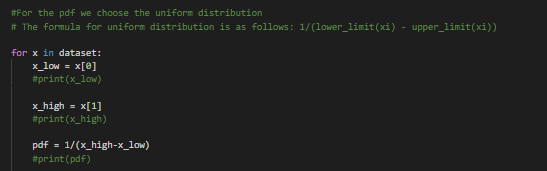 #For the pdf we choose the uniform distribution
# The formula for uniform distribution is as follows: 1/(lower_limit(xi) - upper_limit(xi))
for x in dataset:
x_low = x[0]
#print(x_low)
x_high = x[1]
#print(x_high)
pdf = 1/(x_high-x_low)
#print(pdf)